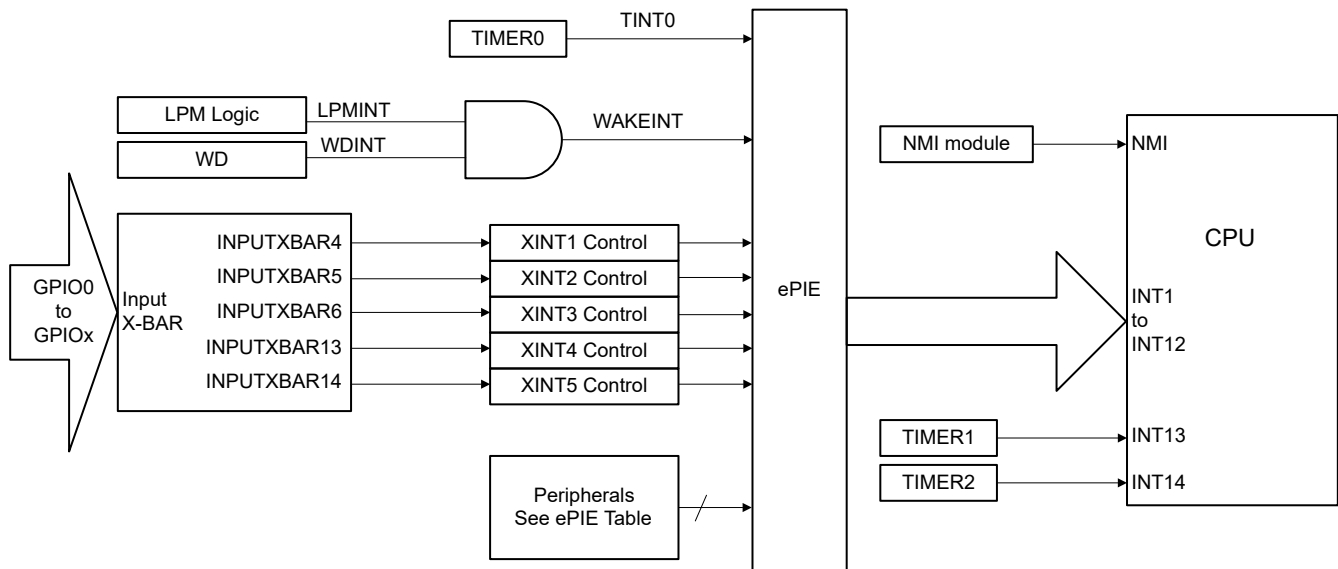 TINT0
TIMER0
LPM Logic
LPMINT
WAKEINT
WD
WDINT
NMI module
NMI
CPU
GPIO0
to
GPIOx
Input
X-BAR
INPUTXBAR4
INPUTXBAR5
INPUTXBAR6
INPUTXBAR13
INPUTXBAR14
XINT1 Control
XINT2 Control
XINT3 Control
XINT4 Control
XINT5 Control
ePIE
INT1
to
INT12
TIMER1
INT13
TIMER2
INT14
Peripherals
See ePIE Table